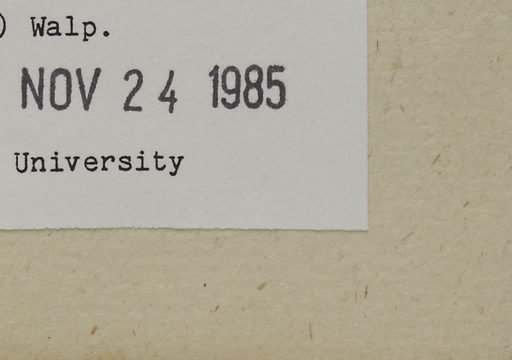 ) Walp.
NOV 24 1985
University